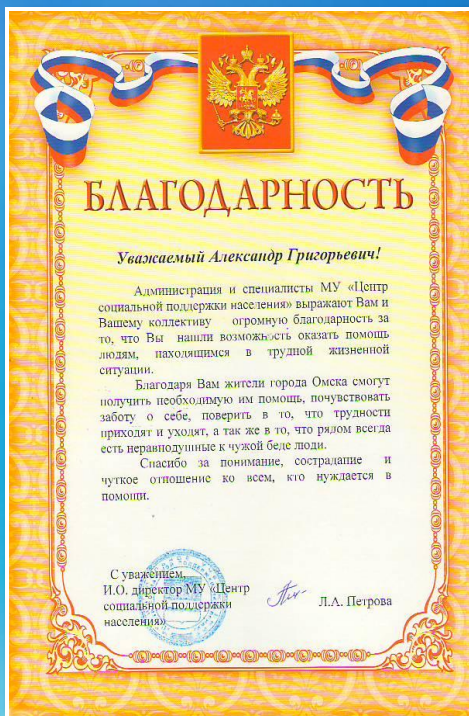 БЛАГОДАРНОСТЬ
Уважаемый Александр Григорьевич!
Администрация и специалисты МУ «Центр
социальной поддержки населения» выражают Вам и
Вашему коллективу огромную благодарность за
то, что Вы нашли возможность оказать помощь
людям, находящимся в трудной жизненной
ситуации.
Благодаря Вам жители города Омска смогут
получить необходимую им помощь, почувствовать
заботу о себе, поверить в то, что трудности
приходят и уходят, а так же в то, что рядом всегда
есть неравнодушные к чужой беде люди.
Спасибо за понимание, сострадание и
чуткое отношение ко всем, кто нуждается в
помощи.
С уважением,
И.О. директор МУ «Центр
социальной поддержки
населения»
Л.А. Петрова